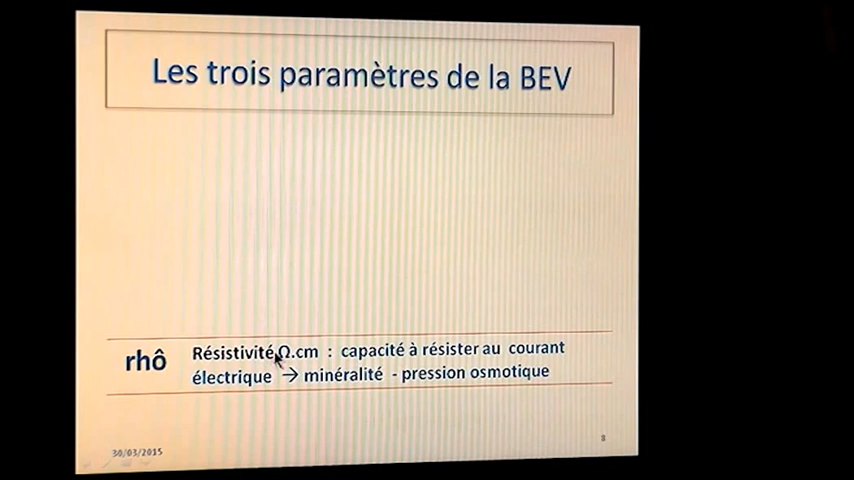 Les trois paramètres de la BEV
rhô
Résistivité Ω.cm : capacité à résister au courant
électrique → minéralité - pression osmotique
30/03/2015
8